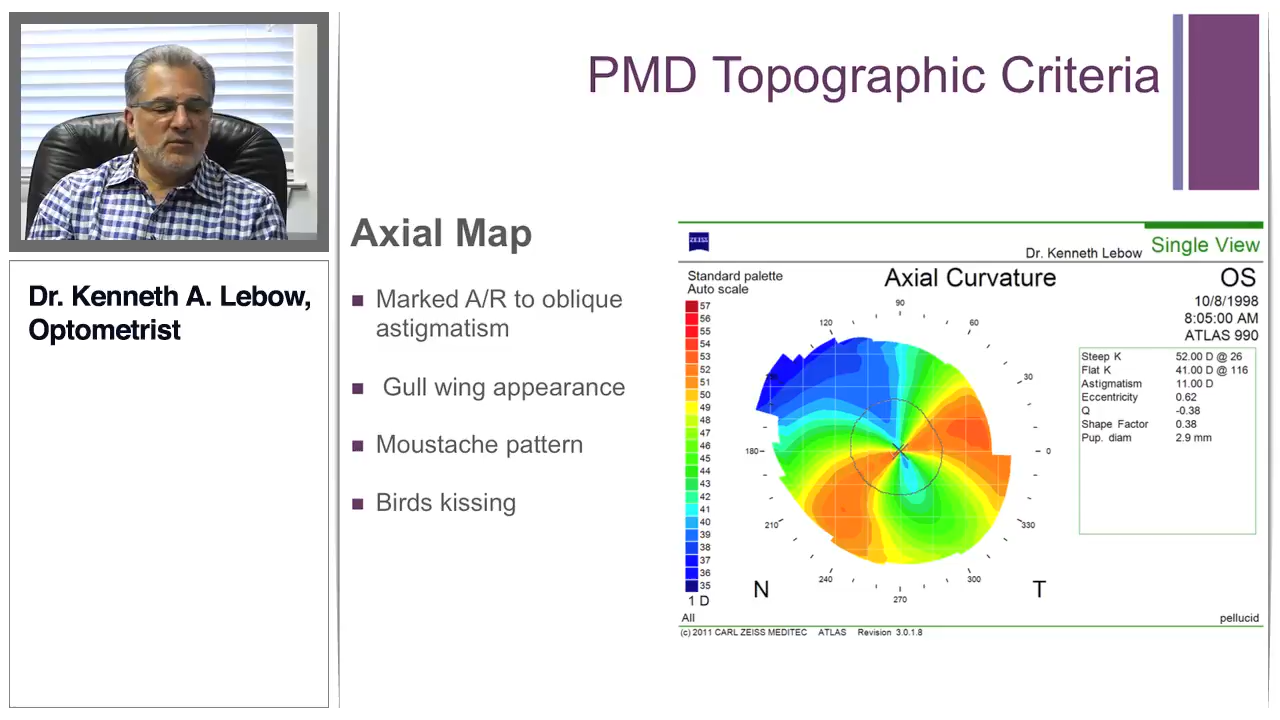 PMD Topographic Criteria
Dr. Kenneth A. Lebow,
Optometrist
Axial Map
Marked A/R to oblique
astigmatism
Gull wing appearance
Moustache pattern
Birds kissing
ZEISS
Dr. Kenneth Lebow
Single View
Standard palette
Auto scale
Axial Curvature
OS
10/8/1998
8:05:00 AM
ATLAS 990
Steep K 52.00 D @ 26
Flat K 41.00 D @ 116
Astigmatism 11.00 D
Eccentricity 0.62
Q -0.38
Shape Factor 0.38
Pup. diam 2.9 mm
57
56
55
54
53
52
51
50
49
48
47
46
45
44
43
42
41
40
39
38
37
36
35
1 D
90
120
60
30
180
0
210
330
240
300
270
N
T
All
pellucid
(c) 2011 CARL ZEISS MEDITEC ATLAS Revision 3.0.1.8